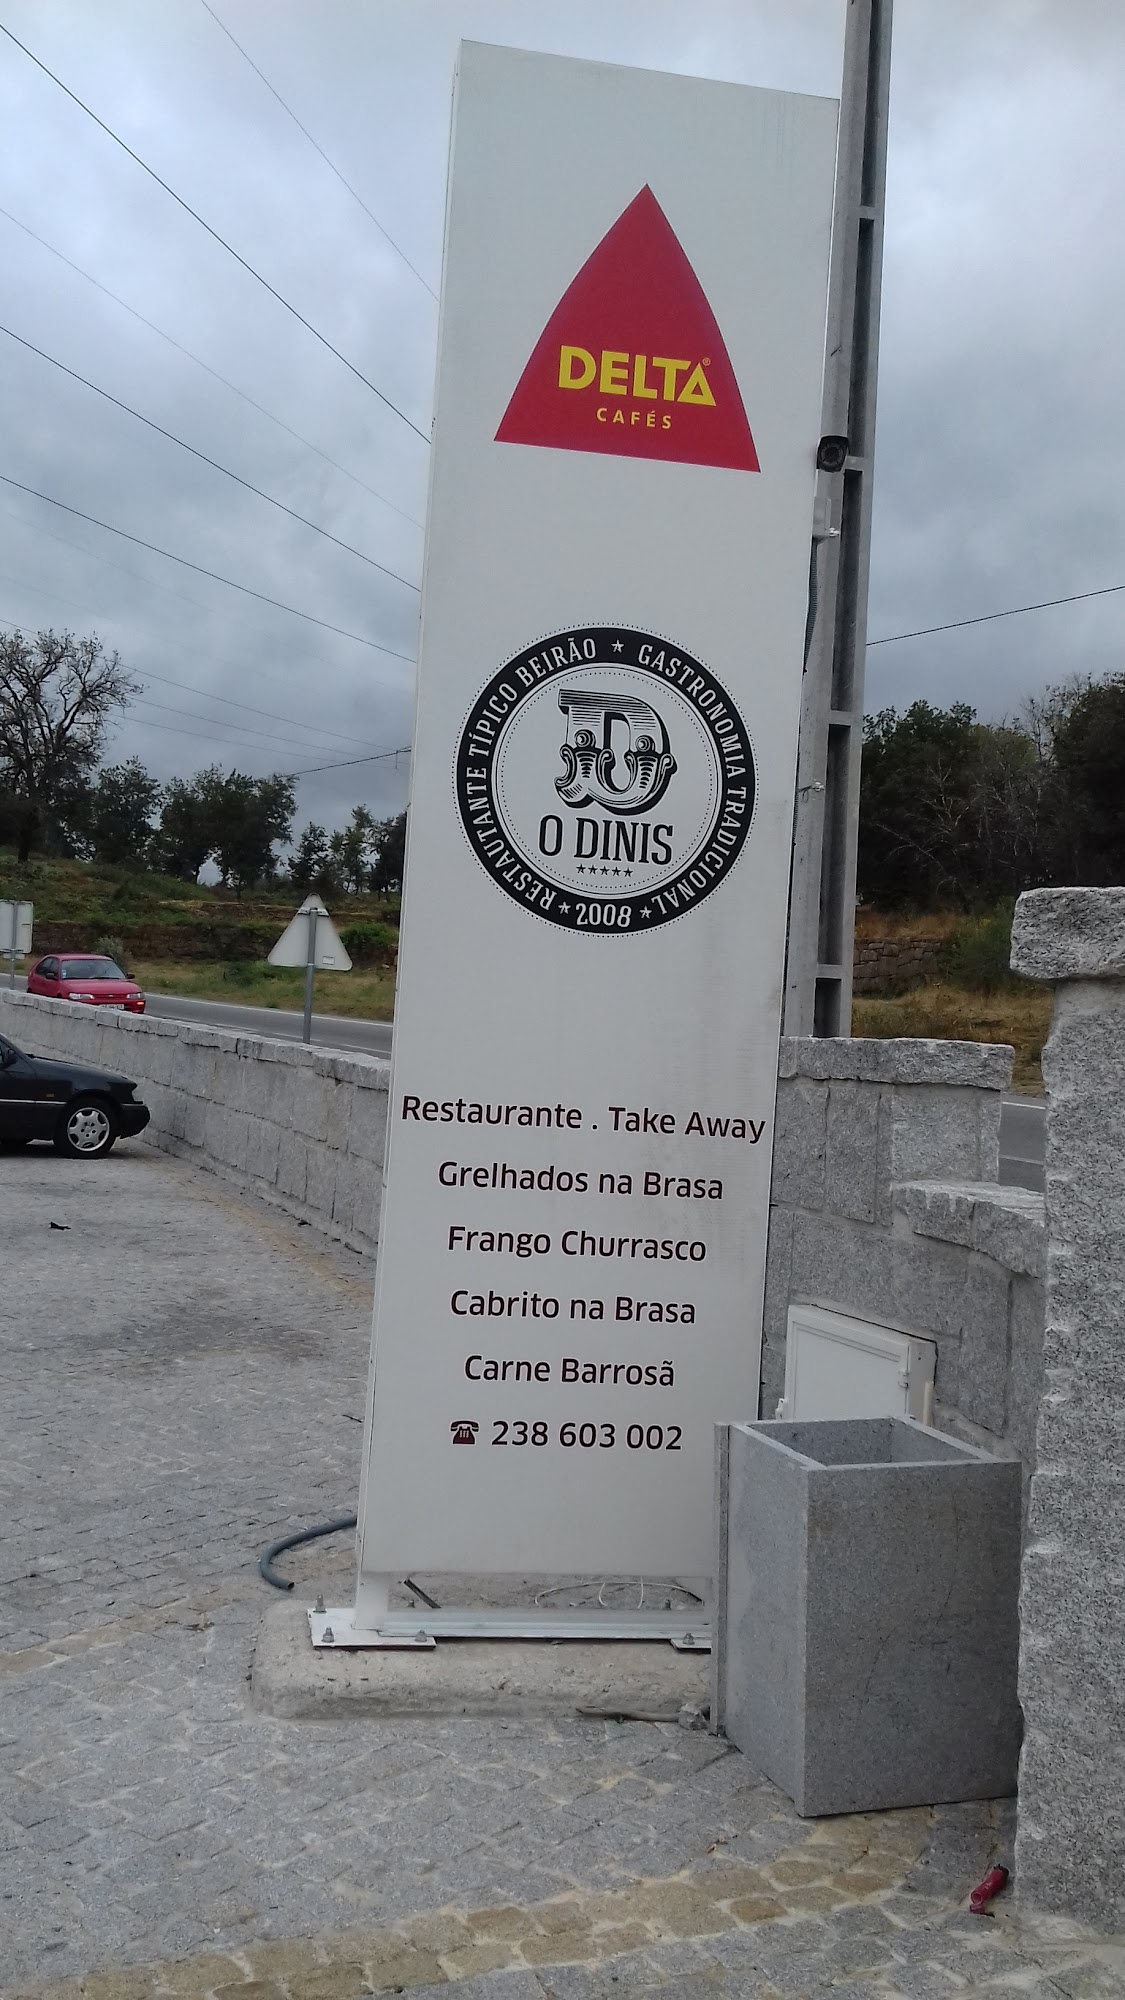 DELTA®
CAFÉS
RESTAUTANTE TÍPICO BEIRÃO ★ GASTRONOMIA TRADICIONAL ★ 2008 ★
D
O DINIS
★★★★★
Restaurante . Take Away
Grelhados na Brasa
Frango Churrasco
Cabrito na Brasa
Carne Barrosã
☎ 238 603 002